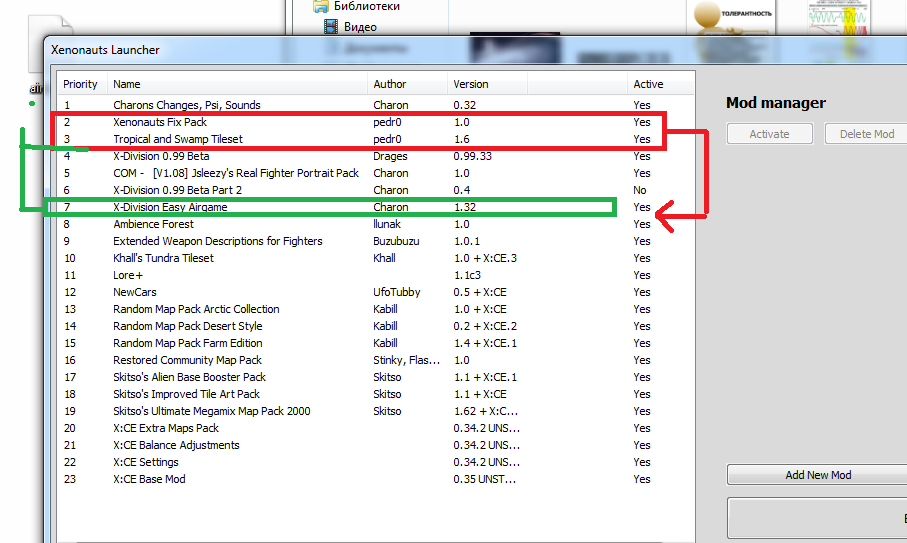 Библиотеки
Видео
Документы
ТОЛЕРАНТНОСТЬ
Xenonauts Launcher
Priority Name Author Version Active
1 Charons Changes, Psi, Sounds Charon 0.32 Yes
2 Xenonauts Fix Pack pedr0 1.0 Yes
3 Tropical and Swamp Tileset pedr0 1.6 Yes
4 X-Division 0.99 Beta Drages 0.99.33 Yes
5 COM - [V1.08] Jsleezy's Real Fighter Portrait Pack Charon 1.0 Yes
6 X-Division 0.99 Beta Part 2 Charon 0.4 No
7 X-Division Easy Airgame Charon 1.32 Yes
8 Ambience Forest llunak 1.0 Yes
9 Extended Weapon Descriptions for Fighters Buzubuzu 1.0.1 Yes
10 Khall's Tundra Tileset Khall 1.0 + X:CE.3 Yes
11 Lore+ 1.1c3 Yes
12 NewCars UfoTubby 0.5 + X:CE Yes
13 Random Map Pack Arctic Collection Kabill 1.0 + X:CE Yes
14 Random Map Pack Desert Style Kabill 0.2 + X:CE.2 Yes
15 Random Map Pack Farm Edition Kabill 1.4 + X:CE.1 Yes
16 Restored Community Map Pack Stinky, Flas... 1.0 Yes
17 Skitso's Alien Base Booster Pack Skitso 1.1 + X:CE.1 Yes
18 Skitso's Improved Tile Art Pack Skitso 1.1 + X:CE Yes
19 Skitso's Ultimate Megamix Map Pack 2000 Skitso 1.62 + X:C... Yes
20 X:CE Extra Maps Pack 0.34.2 UNS... Yes
21 X:CE Balance Adjustments 0.34.2 UNS... Yes
22 X:CE Settings 0.34.2 UNS... Yes
23 X:CE Base Mod 0.35 UNST... Yes
Mod manager
Activate Delete Mod
Add New Mod